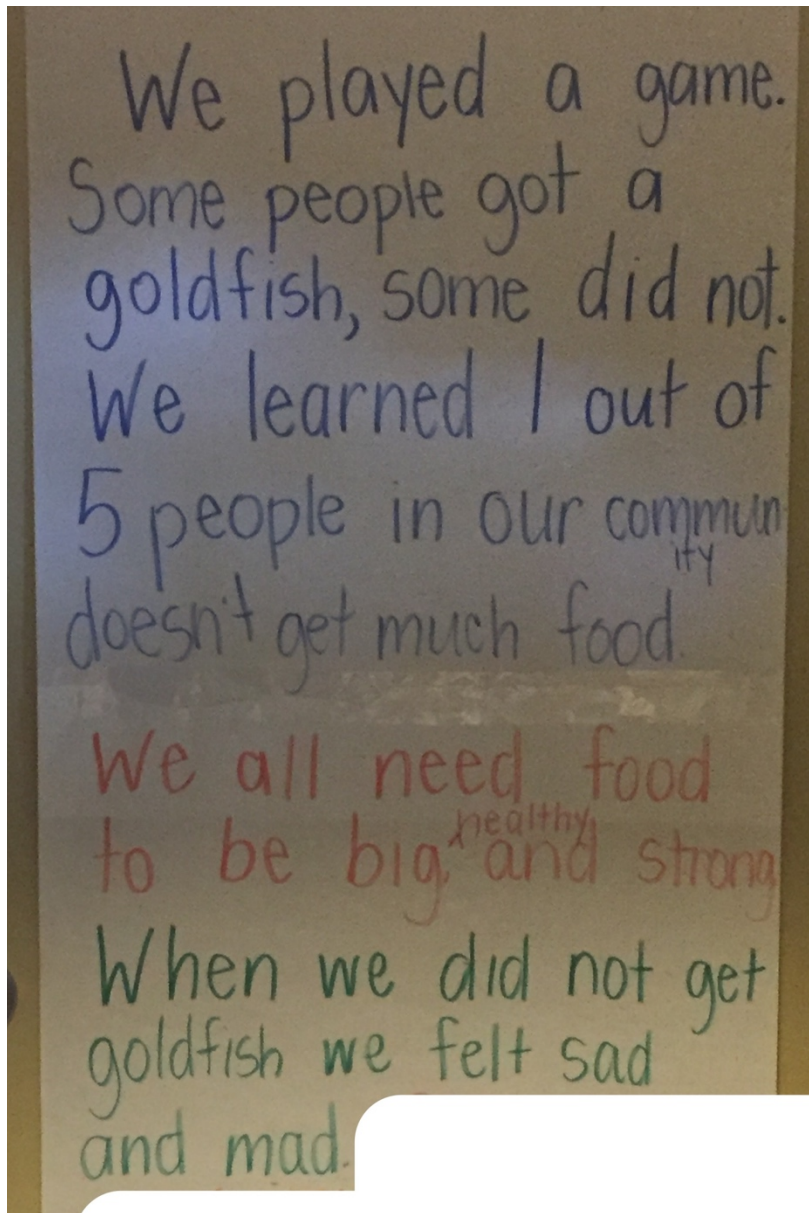 We played a game.
Some people got a
goldfish, some did not.
We learned 1 out of
5 people in our commun
ity
doesn't get much food.
We all need food
healthy
to be big, and strong
When we did not get
goldfish we felt sad
and mad.